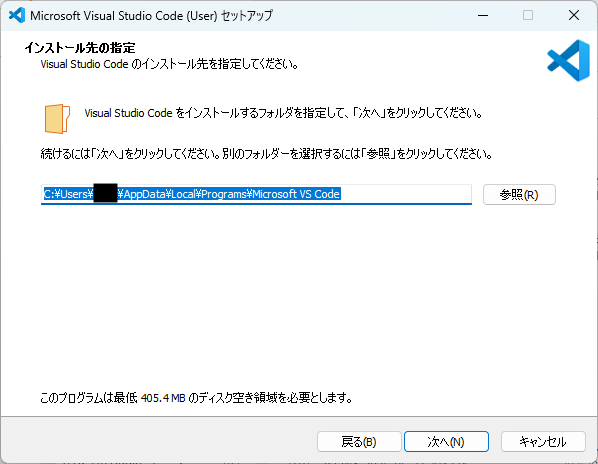 Microsoft Visual Studio Code (User) セットアップ
インストール先の指定
Visual Studio Code のインストール先を指定してください。
Visual Studio Code をインストールするフォルダを指定して、「次へ」をクリックしてください。
続けるには「次へ」をクリックしてください。別のフォルダーを選択するには「参照」をクリックしてください。
C:¥Users¥ ¥AppData¥Local¥Programs¥Microsoft VS Code
参照(R)
このプログラムは最低 405.4 MB のディスク空き領域を必要とします。
戻る(B)
次へ(N)
キャンセル